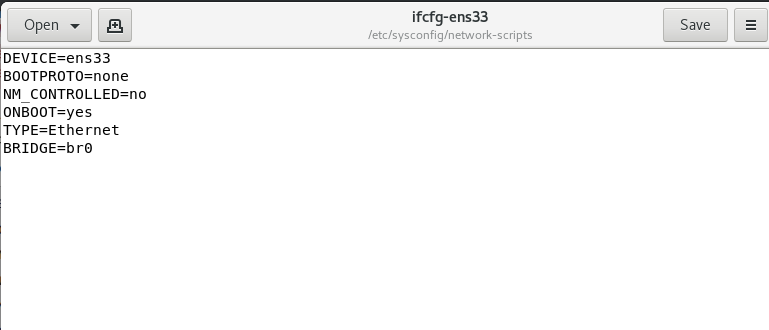 Open
ifcfg-ens33
/etc/sysconfig/network-scripts
Save
DEVICE=ens33
BOOTPROTO=none
NM_CONTROLLED=no
ONBOOT=yes
TYPE=Ethernet
BRIDGE=br0